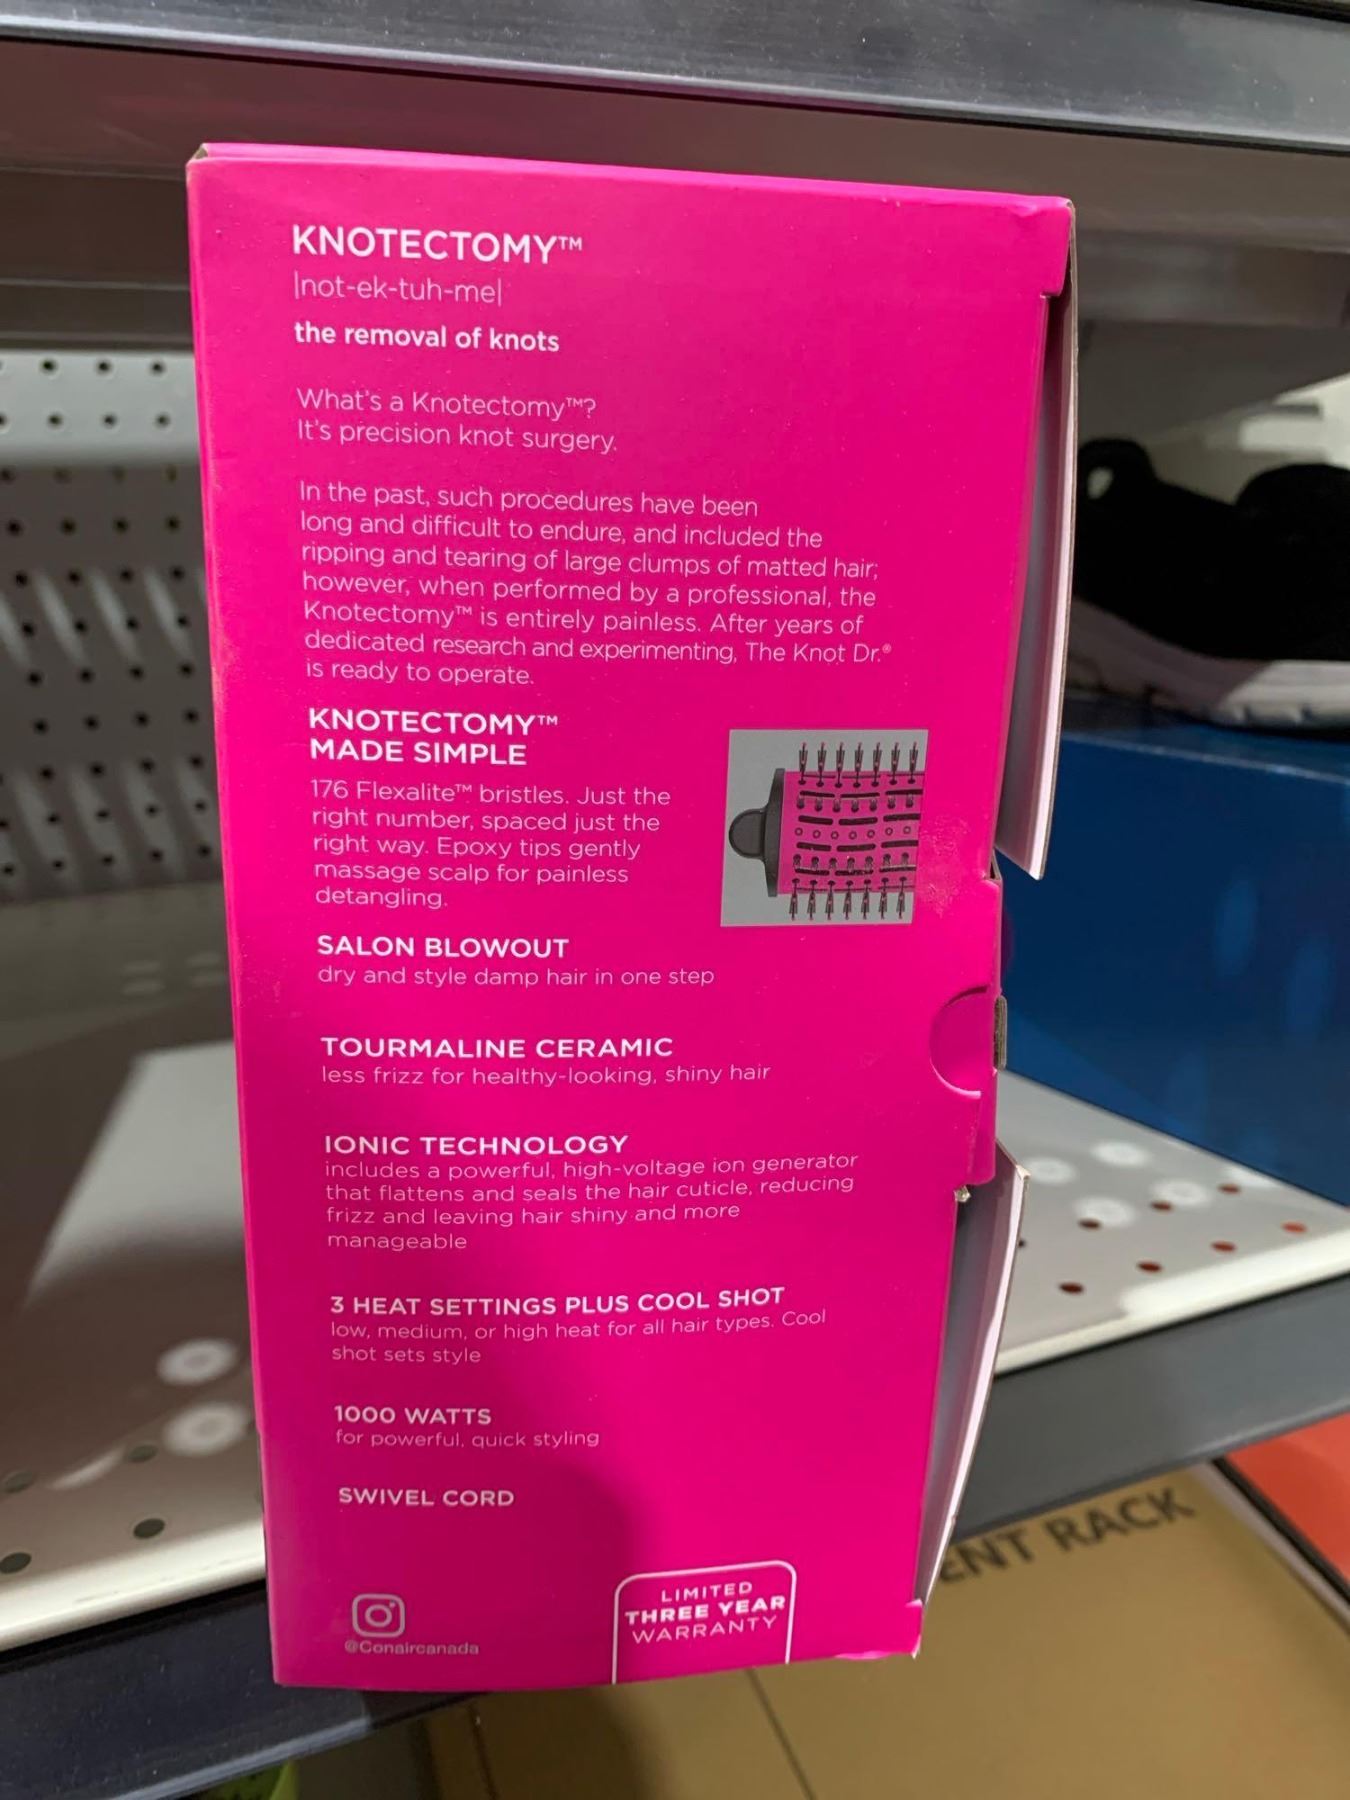 KNOTECTOMY™
|not-ek-tuh-me|
the removal of knots
What's a Knotectomy™?
It's precision knot surgery.
In the past, such procedures have been
long and difficult to endure, and included the
ripping and tearing of large clumps of matted hair;
however, when performed by a professional, the
Knotectomy™ is entirely painless. After years of
dedicated research and experimenting, The Knot Dr.®
is ready to operate.
KNOTECTOMY™
MADE SIMPLE
176 Flexalite™ bristles. Just the
right number, spaced just the
right way. Epoxy tips gently
massage scalp for painless
detangling.
SALON BLOWOUT
dry and style damp hair in one step
TOURMALINE CERAMIC
less frizz for healthy-looking, shiny hair
IONIC TECHNOLOGY
includes a powerful, high-voltage ion generator
that flattens and seals the hair cuticle, reducing
frizz and leaving hair shiny and more
manageable
3 HEAT SETTINGS PLUS COOL SHOT
low, medium, or high heat for all hair types. Cool
shot sets style
1000 WATTS
for powerful, quick styling
SWIVEL CORD
@Conaircanada
LIMITED
THREE YEAR
WARRANTY
ENT RACK